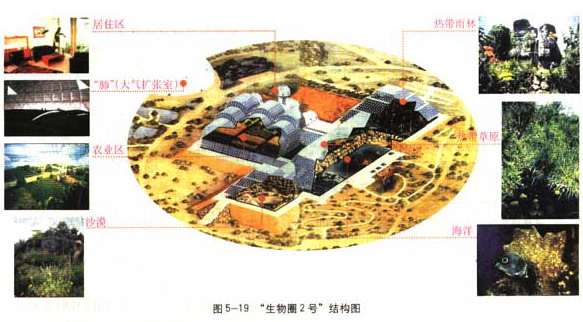 居住区
热带雨林
“肺”(大气扩张室)
农业区
热带草原
沙漠
海洋
图5-19 “生物圈2号”结构图